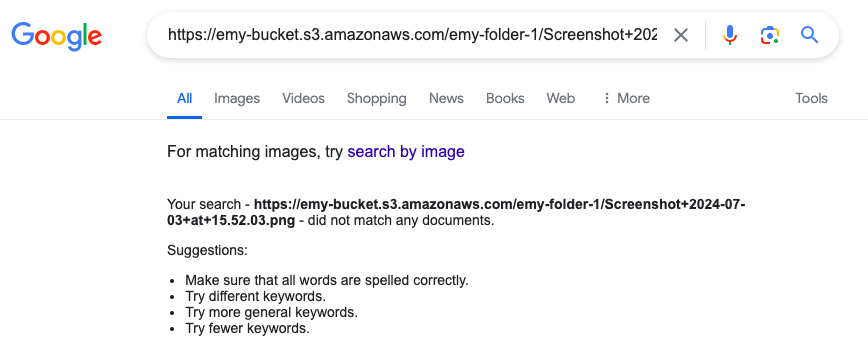 Google
https://emy-bucket.s3.amazonaws.com/emy-folder-1/Screenshot+202
All Images Videos Shopping News Books Web More Tools
For matching images, try search by image
Your search - https://emy-bucket.s3.amazonaws.com/emy-folder-1/Screenshot+2024-07-
03+at+15.52.03.png - did not match any documents.
Suggestions:
• Make sure that all words are spelled correctly.
• Try different keywords.
• Try more general keywords.
• Try fewer keywords.